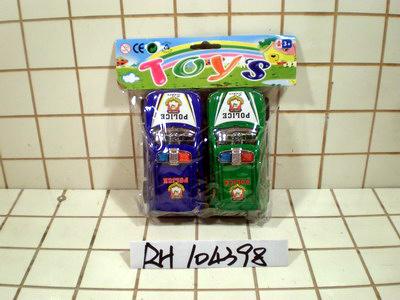 CE
3+
TOYS
POLICE
POLICE
POLICE
POLICE
RH 104398